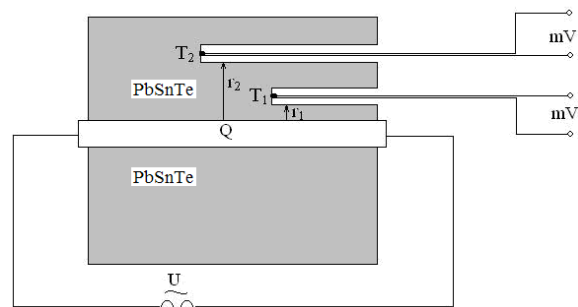 T2
mV
r2
PbSnTe
T1
r1
mV
Q
PbSnTe
U
~